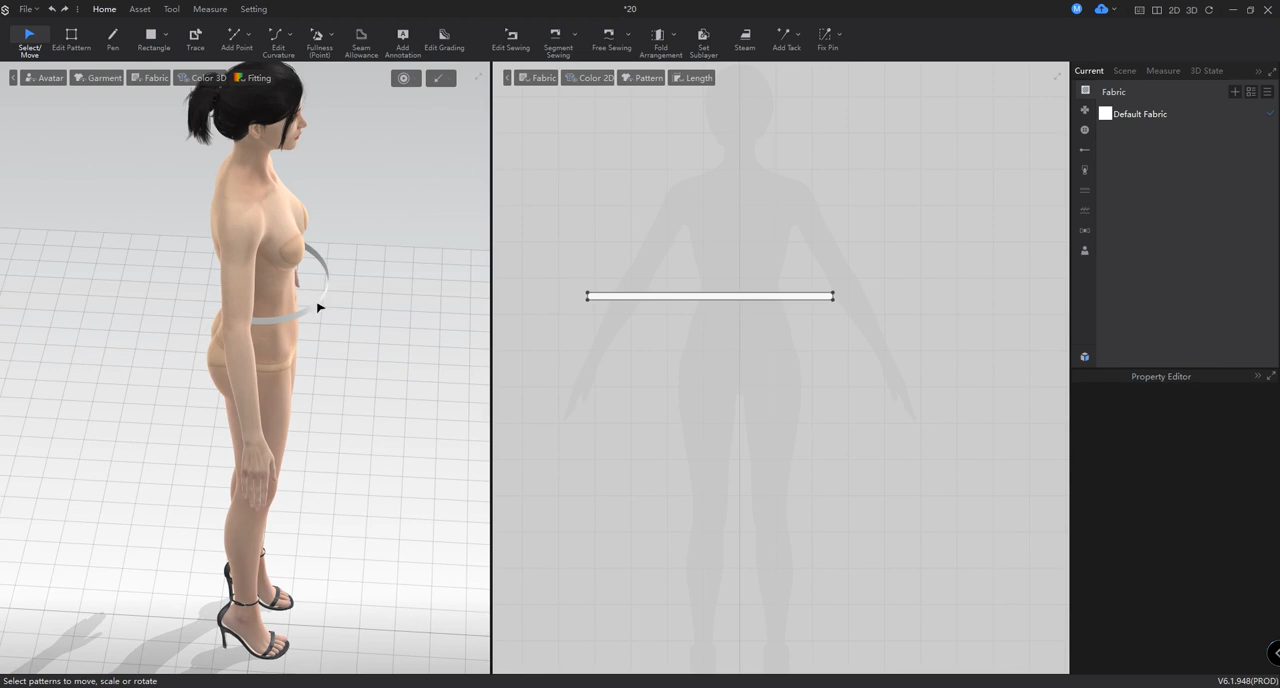 File Home Asset Tool Measure Setting *20 M 2D 3D
Select/Move Edit Pattern Pen Rectangle Trace Add Point Edit Curvature Fullness (Point) Seam Allowance Add Annotation Edit Grading Edit Sewing Segment Sewing Free Sewing Fold Arrangement Set Sublayer Steam Add Tack Fix Pin
Avatar Garment Fabric Color 3D Fitting Fabric Color 2D Pattern Length Current Scene Measure 3D State
Fabric
Default Fabric
Property Editor
Select patterns to move, scale or rotate V6.1.948(PROD)